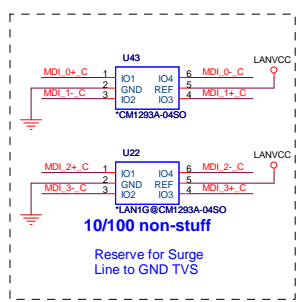 U43
LANVCC
MDI_0+_C 1 IO1 IO4 6 MDI_0-_C
2 GND REF 5
MDI_1-_C 3 IO2 IO3 4 MDI_1+_C
*CM1293A-04SO
U22
LANVCC
MDI_2+_C 1 IO1 IO4 6 MDI_2-_C
2 GND REF 5
MDI_3-_C 3 IO2 IO3 4 MDI_3+_C
*LAN1G@CM1293A-04SO
10/100 non-stuff
Reserve for Surge
Line to GND TVS